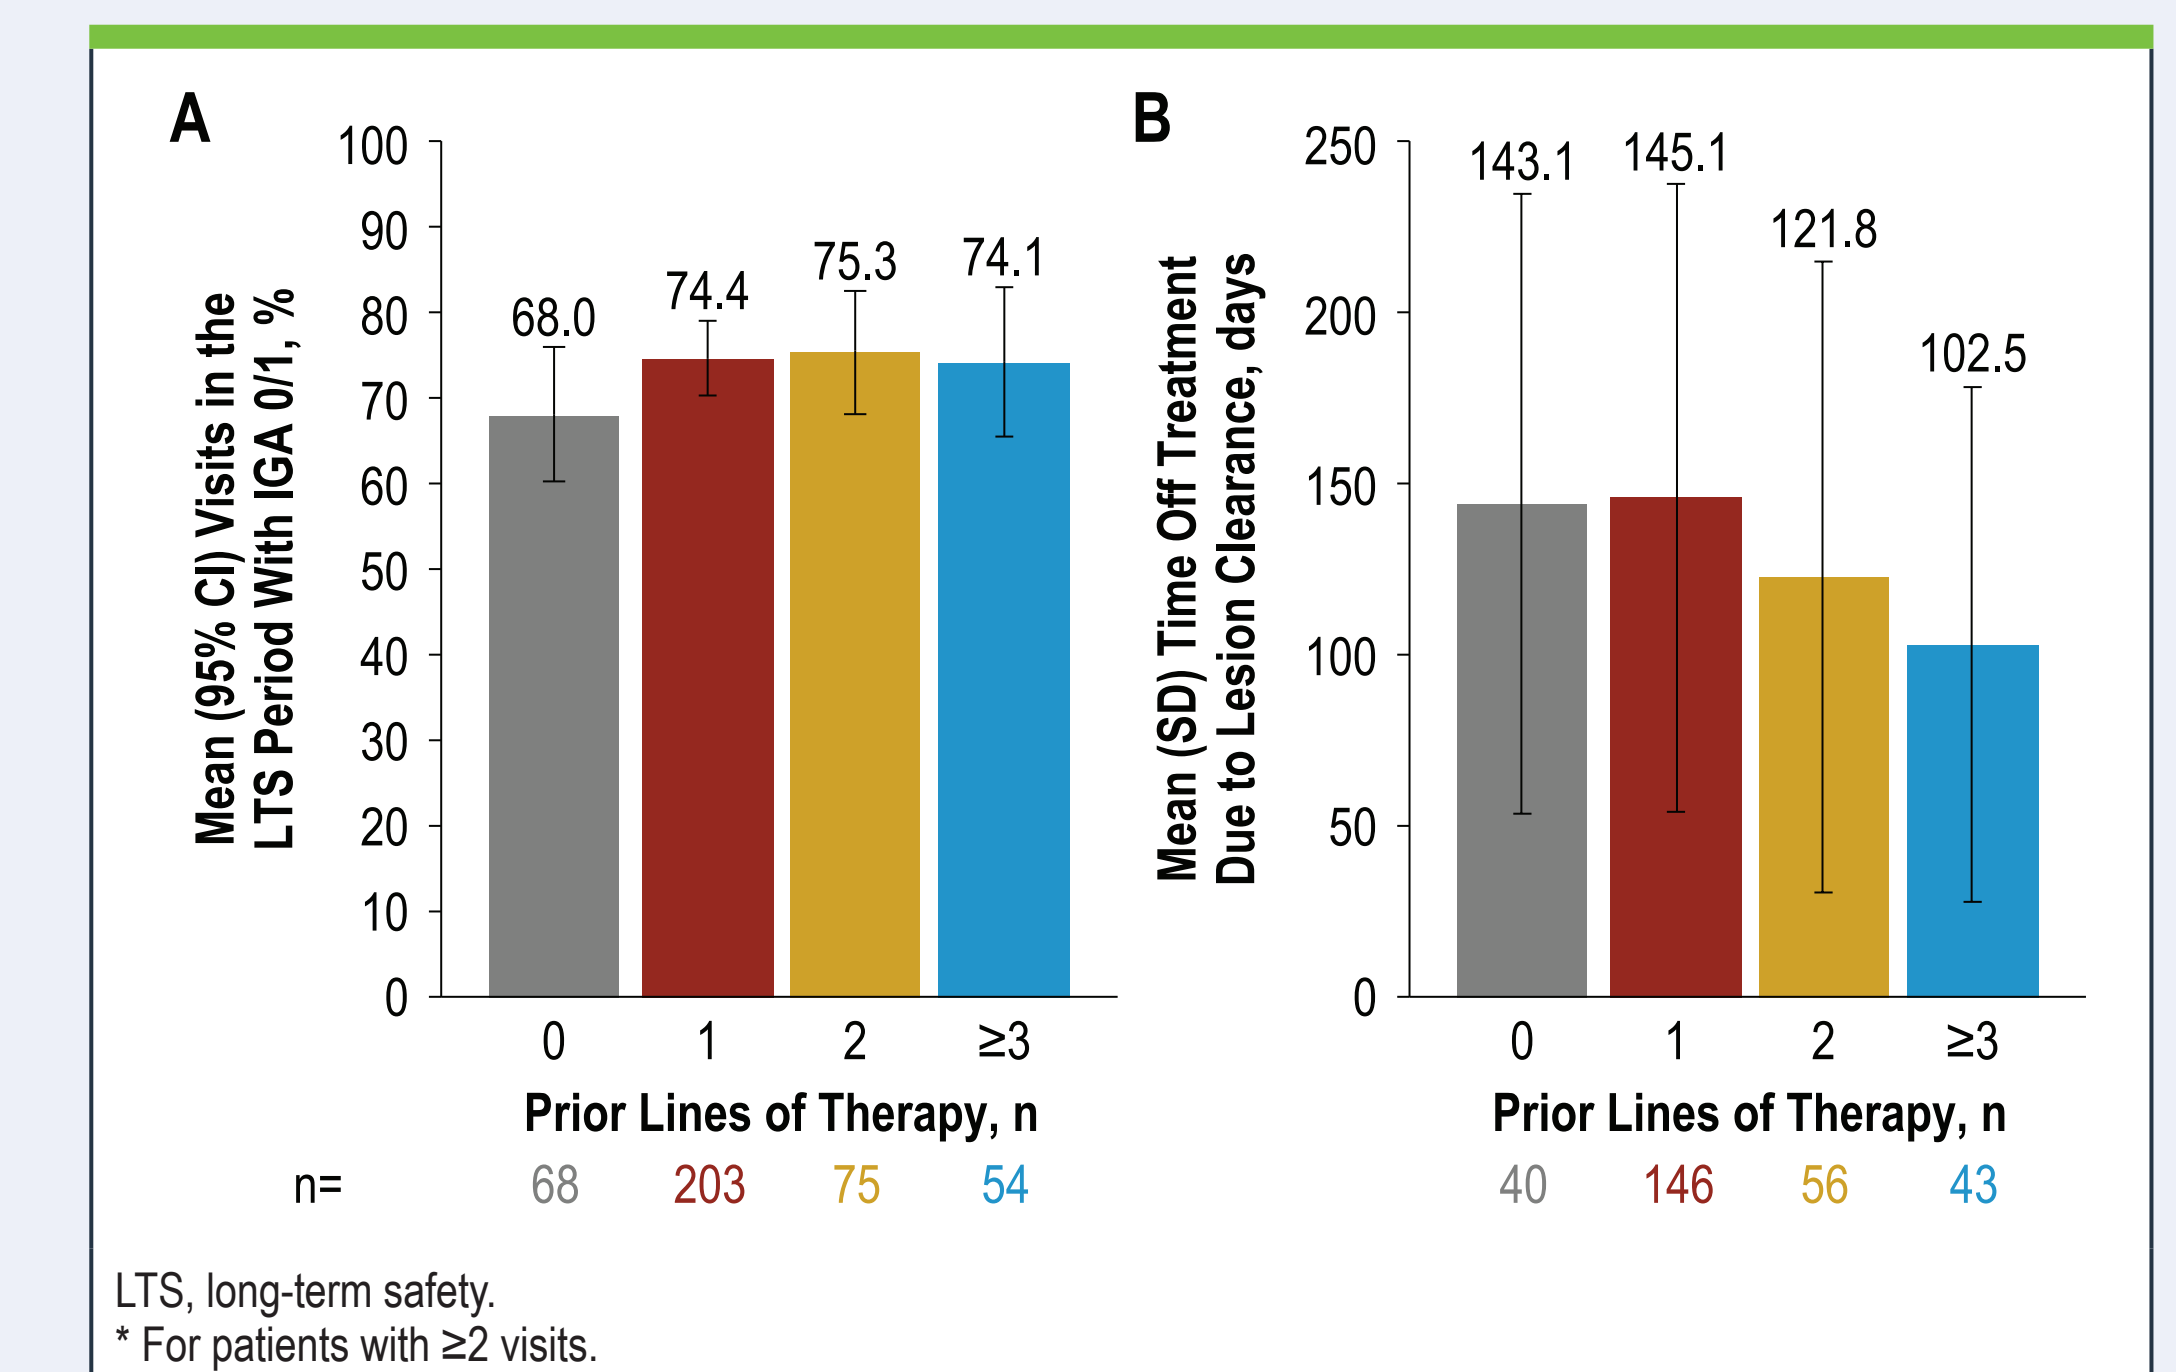 A
Mean (95% CI) Visits in the
LTS Period With IGA 0/1, %
100
90
80
70
60
50
40
30
20
10
0
68.0
74.4
75.3
74.1
0 1 2 ≥3
Prior Lines of Therapy, n
n= 68 203 75 54
B
Mean (SD) Time Off Treatment
Due to Lesion Clearance, days
250
200
150
100
50
0
143.1
145.1
121.8
102.5
0 1 2 ≥3
Prior Lines of Therapy, n
40 146 56 43
LTS, long-term safety.
* For patients with ≥2 visits.